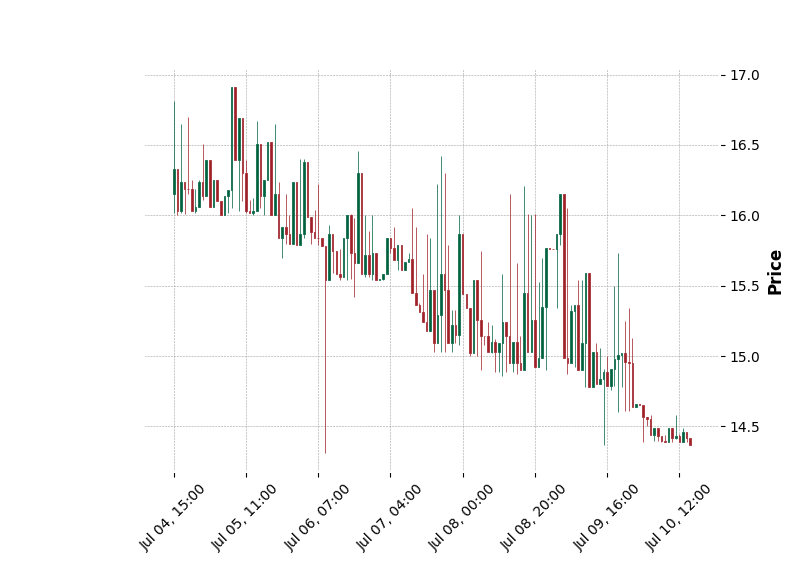 17.0
16.5
16.0
15.5
15.0
14.5
Price
Jul 04, 15:00
Jul 05, 11:00
Jul 06, 07:00
Jul 07, 04:00
Jul 08, 00:00
Jul 08, 20:00
Jul 09, 16:00
Jul 10, 12:00